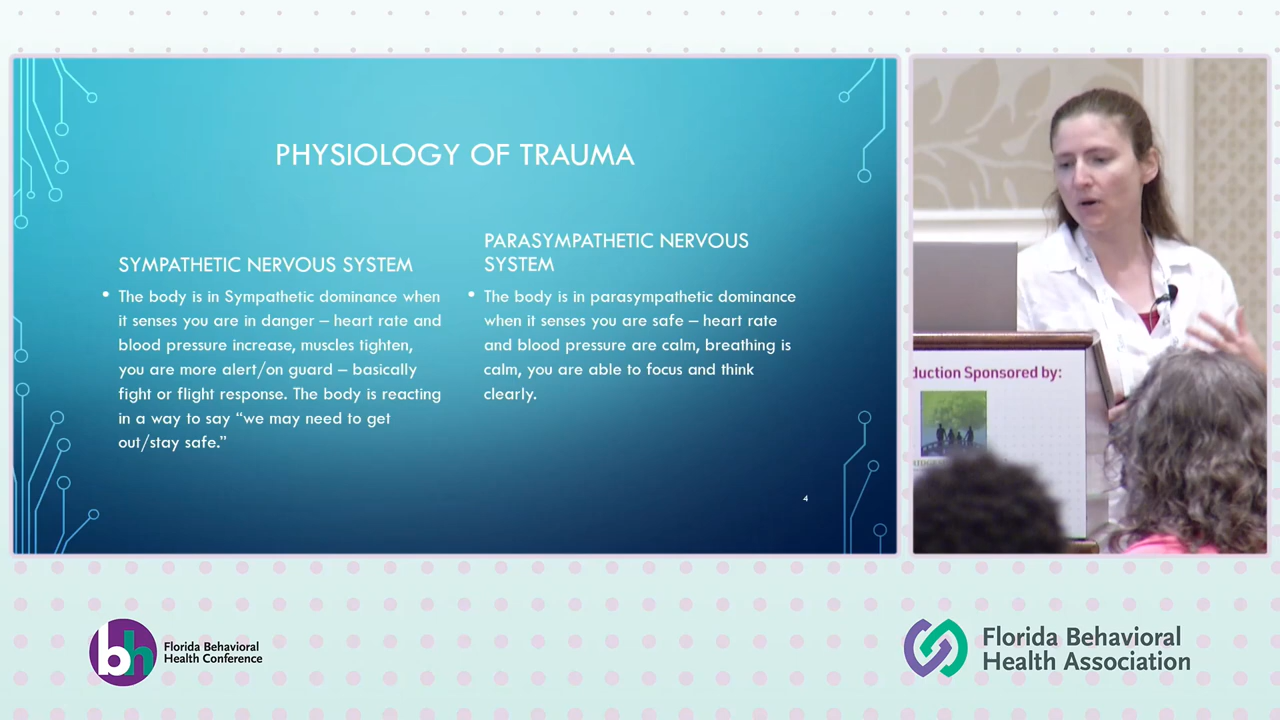 PHYSIOLOGY OF TRAUMA
SYMPATHETIC NERVOUS SYSTEM
• The body is in Sympathetic dominance when
it senses you are in danger – heart rate and
blood pressure increase, muscles tighten,
you are more alert/on guard – basically
fight or flight response. The body is reacting
in a way to say “we may need to get
out/stay safe.”
PARASYMPATHETIC NERVOUS
SYSTEM
• The body is in parasympathetic dominance
when it senses you are safe – heart rate
and blood pressure are calm, breathing is
calm, you are able to focus and think
clearly.
4
duction Sponsored by:
bh
Florida Behavioral
Health Conference
Florida Behavioral
Health Association